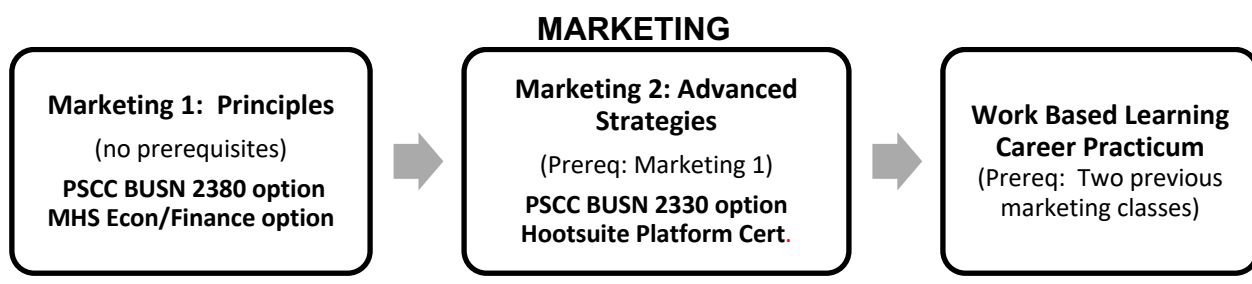 MARKETING
Marketing 1:  Principles
(no prerequisites)
PSCC BUSN 2380 option
MHS Econ/Finance option
Marketing 2: Advanced
Strategies
(Prereq: Marketing 1)
PSCC BUSN 2330 option
Hootsuite Platform Cert.
Work Based Learning
Career Practicum
(Prereq:  Two previous
marketing classes)